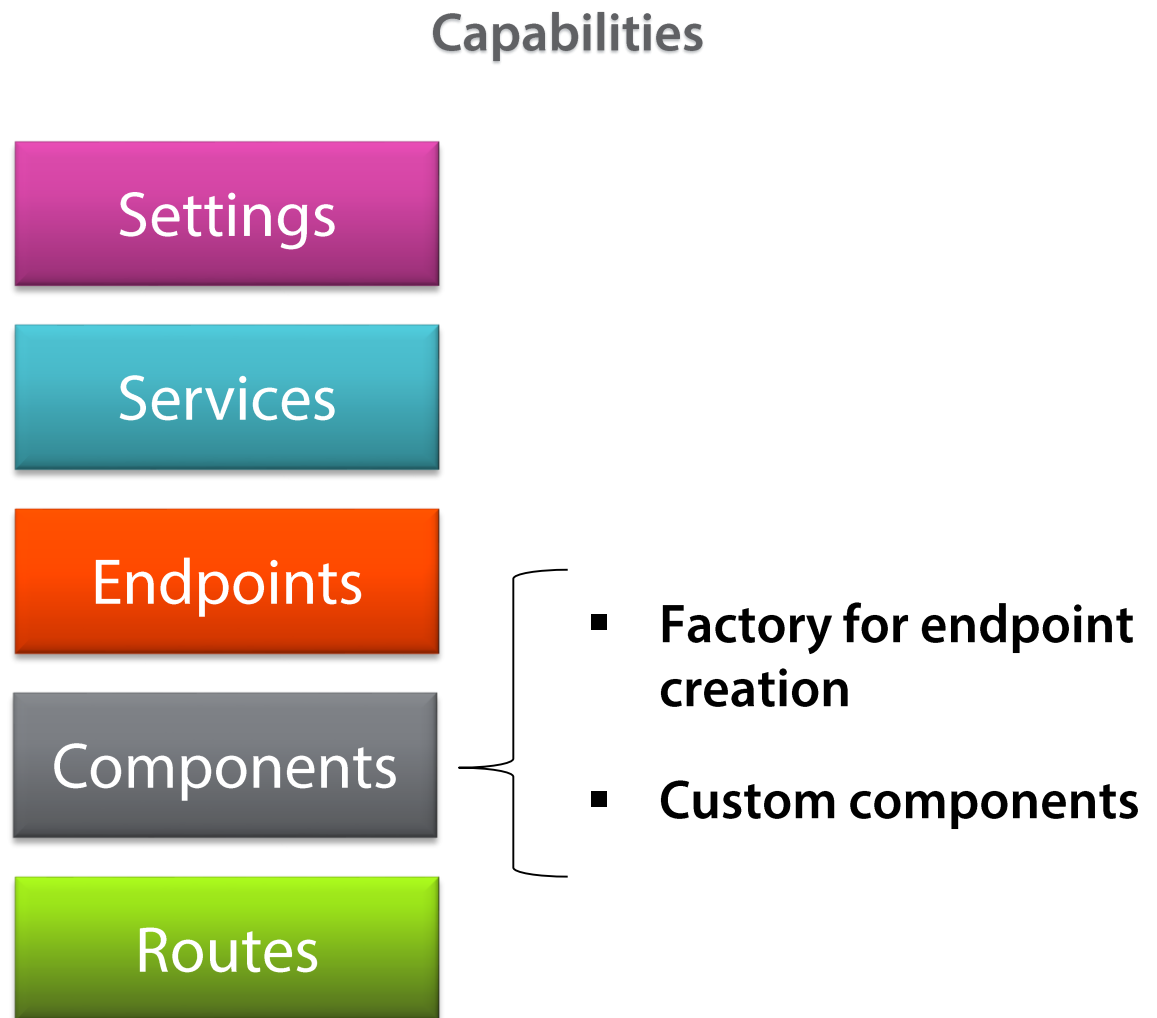 Capabilities
Settings
Services
Endpoints
Components
▪ Factory for endpoint
creation
▪ Custom components
Routes